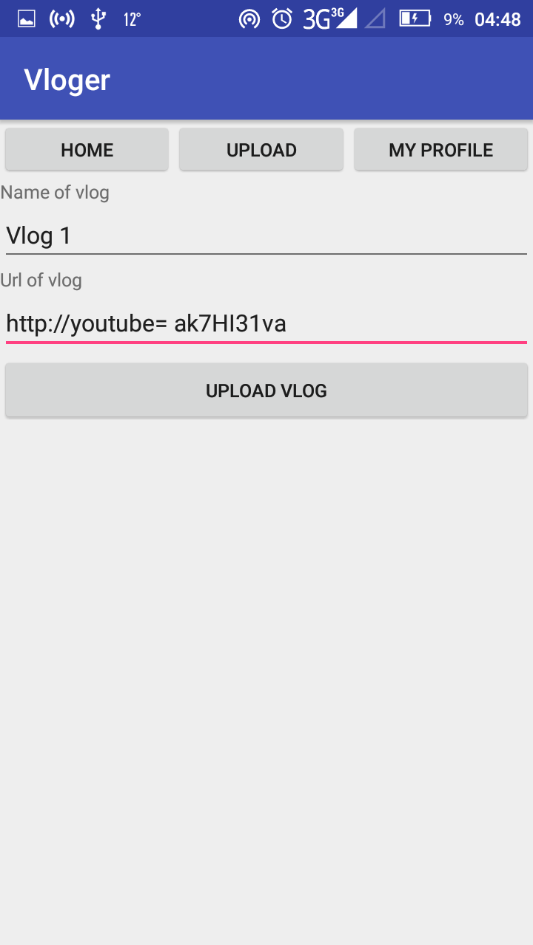 12° 3G 3G 9% 04:48
Vloger
HOME UPLOAD MY PROFILE
Name of vlog
Vlog 1
Url of vlog
http://youtube= ak7HI31va
UPLOAD VLOG